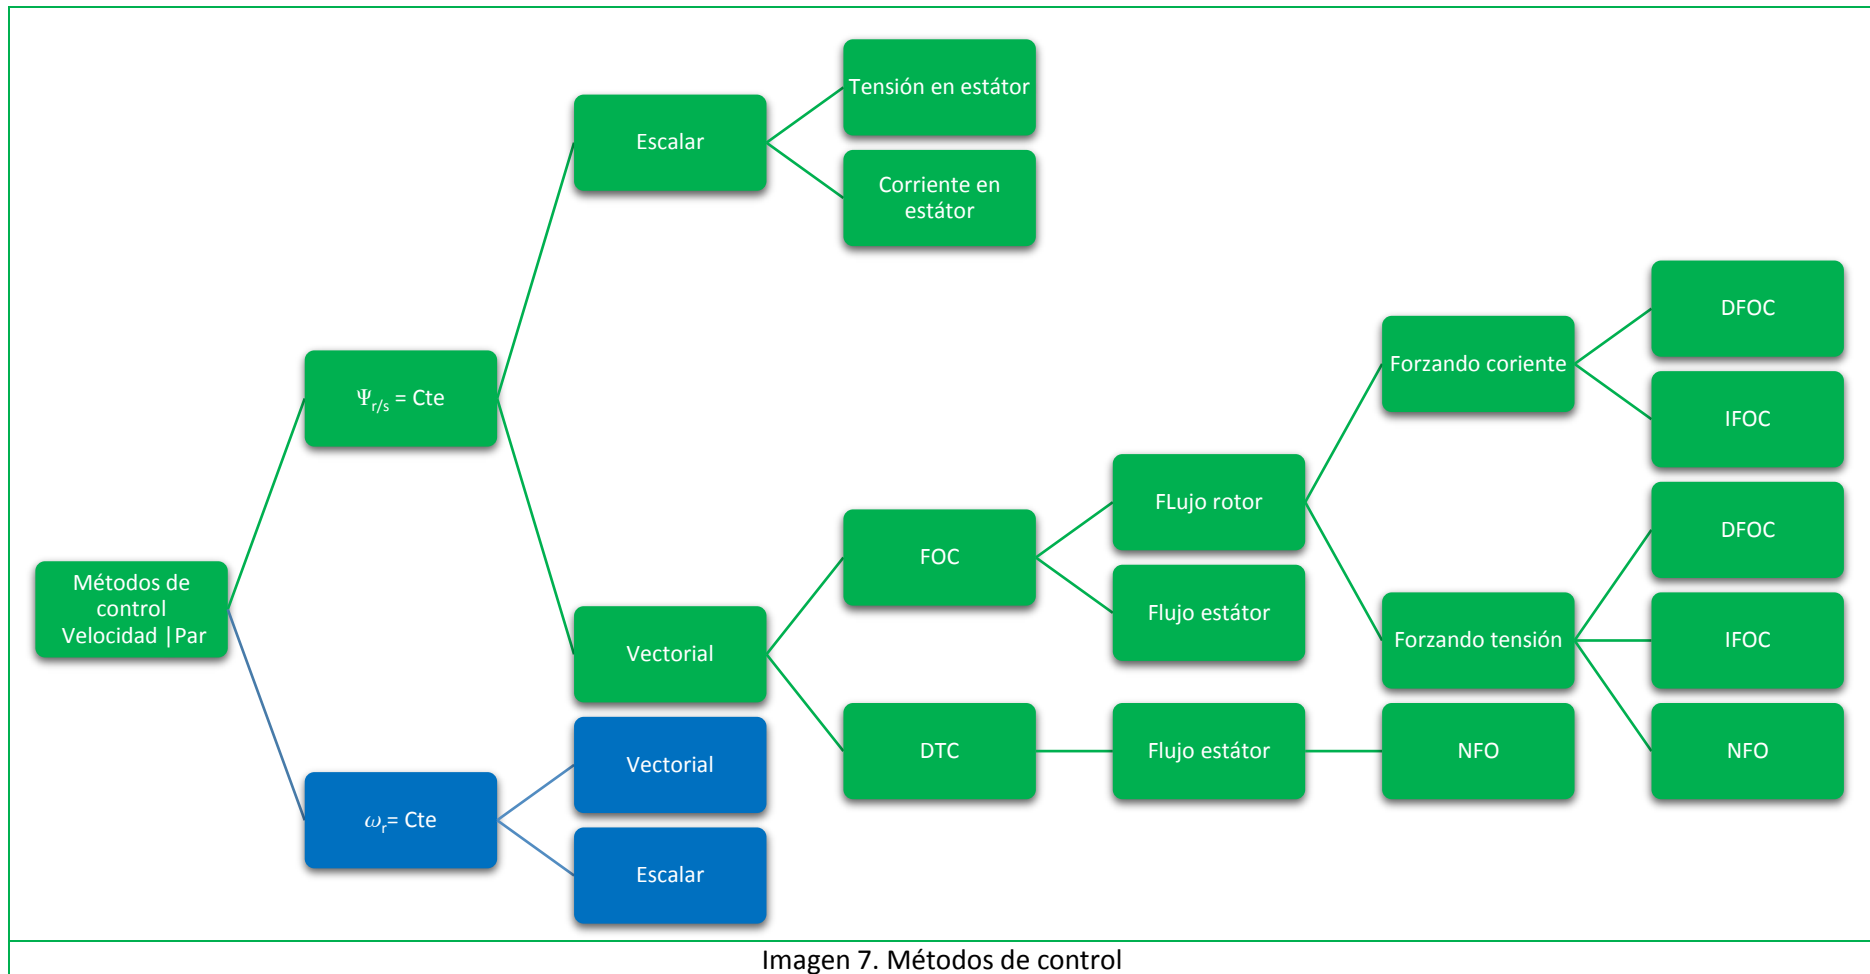 Tensión en estátor
Escalar
Corriente en
estátor
DFOC
Forzando coriente
IFOC
Ψr/s = Cte
FLujo rotor
DFOC
FOC
Métodos de
control
Velocidad |Par
Flujo estátor
Forzando tensión
IFOC
Vectorial
DTC
Flujo estátor
NFO
NFO
Vectorial
ωr= Cte
Escalar
Imagen 7. Métodos de control